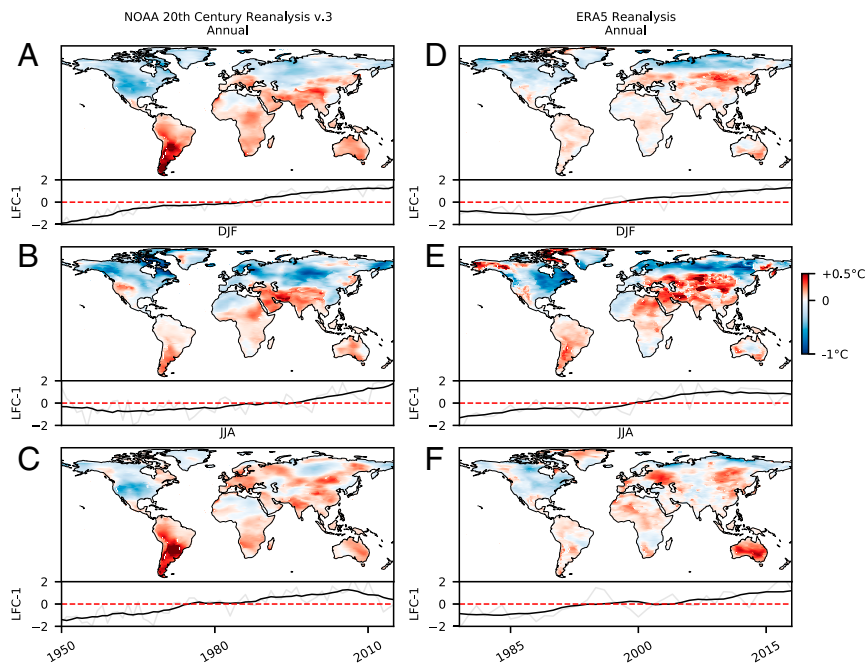 NOAA 20th Century Reanalysis v.3
Annual
ERA5 Reanalysis
Annual
A
D
2
0
−2
LFC-1
2
0
−2
LFC-1
DJF
DJF
B
E
+0.5°C
0
-1°C
2
0
−2
LFC-1
2
0
−2
LFC-1
JJA
JJA
C
F
2
0
−2
LFC-1
2
0
−2
LFC-1
1950
1980
2010
1985
2000
2015